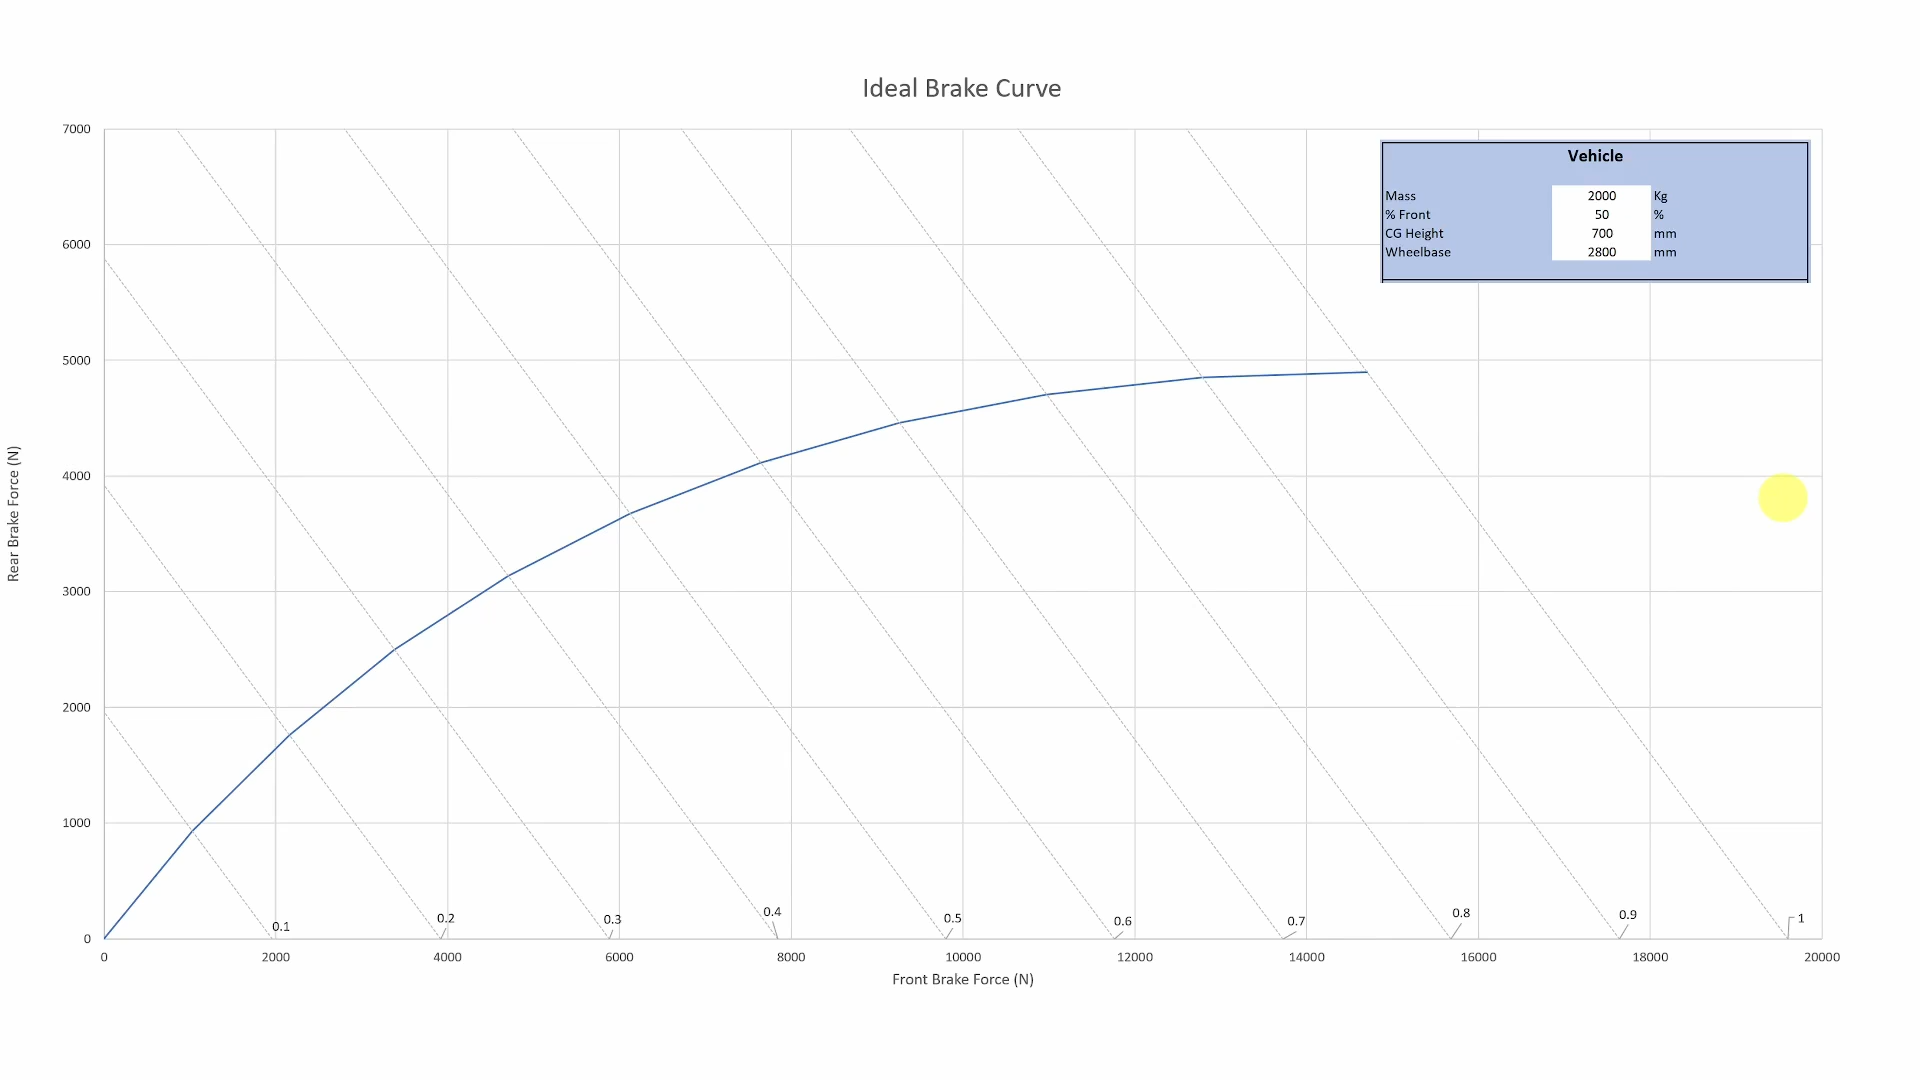 Ideal Brake Curve
7000
6000
5000
4000
3000
2000
1000
0
Rear Brake Force (N)
Vehicle
Mass 2000 Kg
% Front 50 %
CG Height 700 mm
Wheelbase 2800 mm
0.1 0.2 0.3 0.4 0.5 0.6 0.7 0.8 0.9 1
0 2000 4000 6000 8000 10000 12000 14000 16000 18000 20000
Front Brake Force (N)